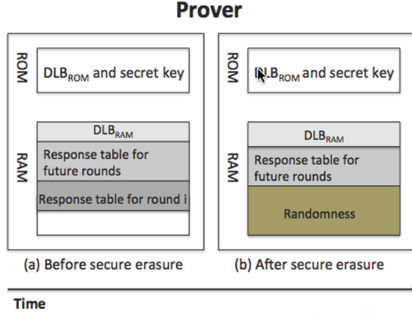 Prover
ROM
DLBROM and secret key
RAM
DLBRAM
Response table for
future rounds
Response table for round i
(a) Before secure erasure
ROM
DLBROM and secret key
RAM
DLBRAM
Response table for
future rounds
Randomness
(b) After secure erasure
Time